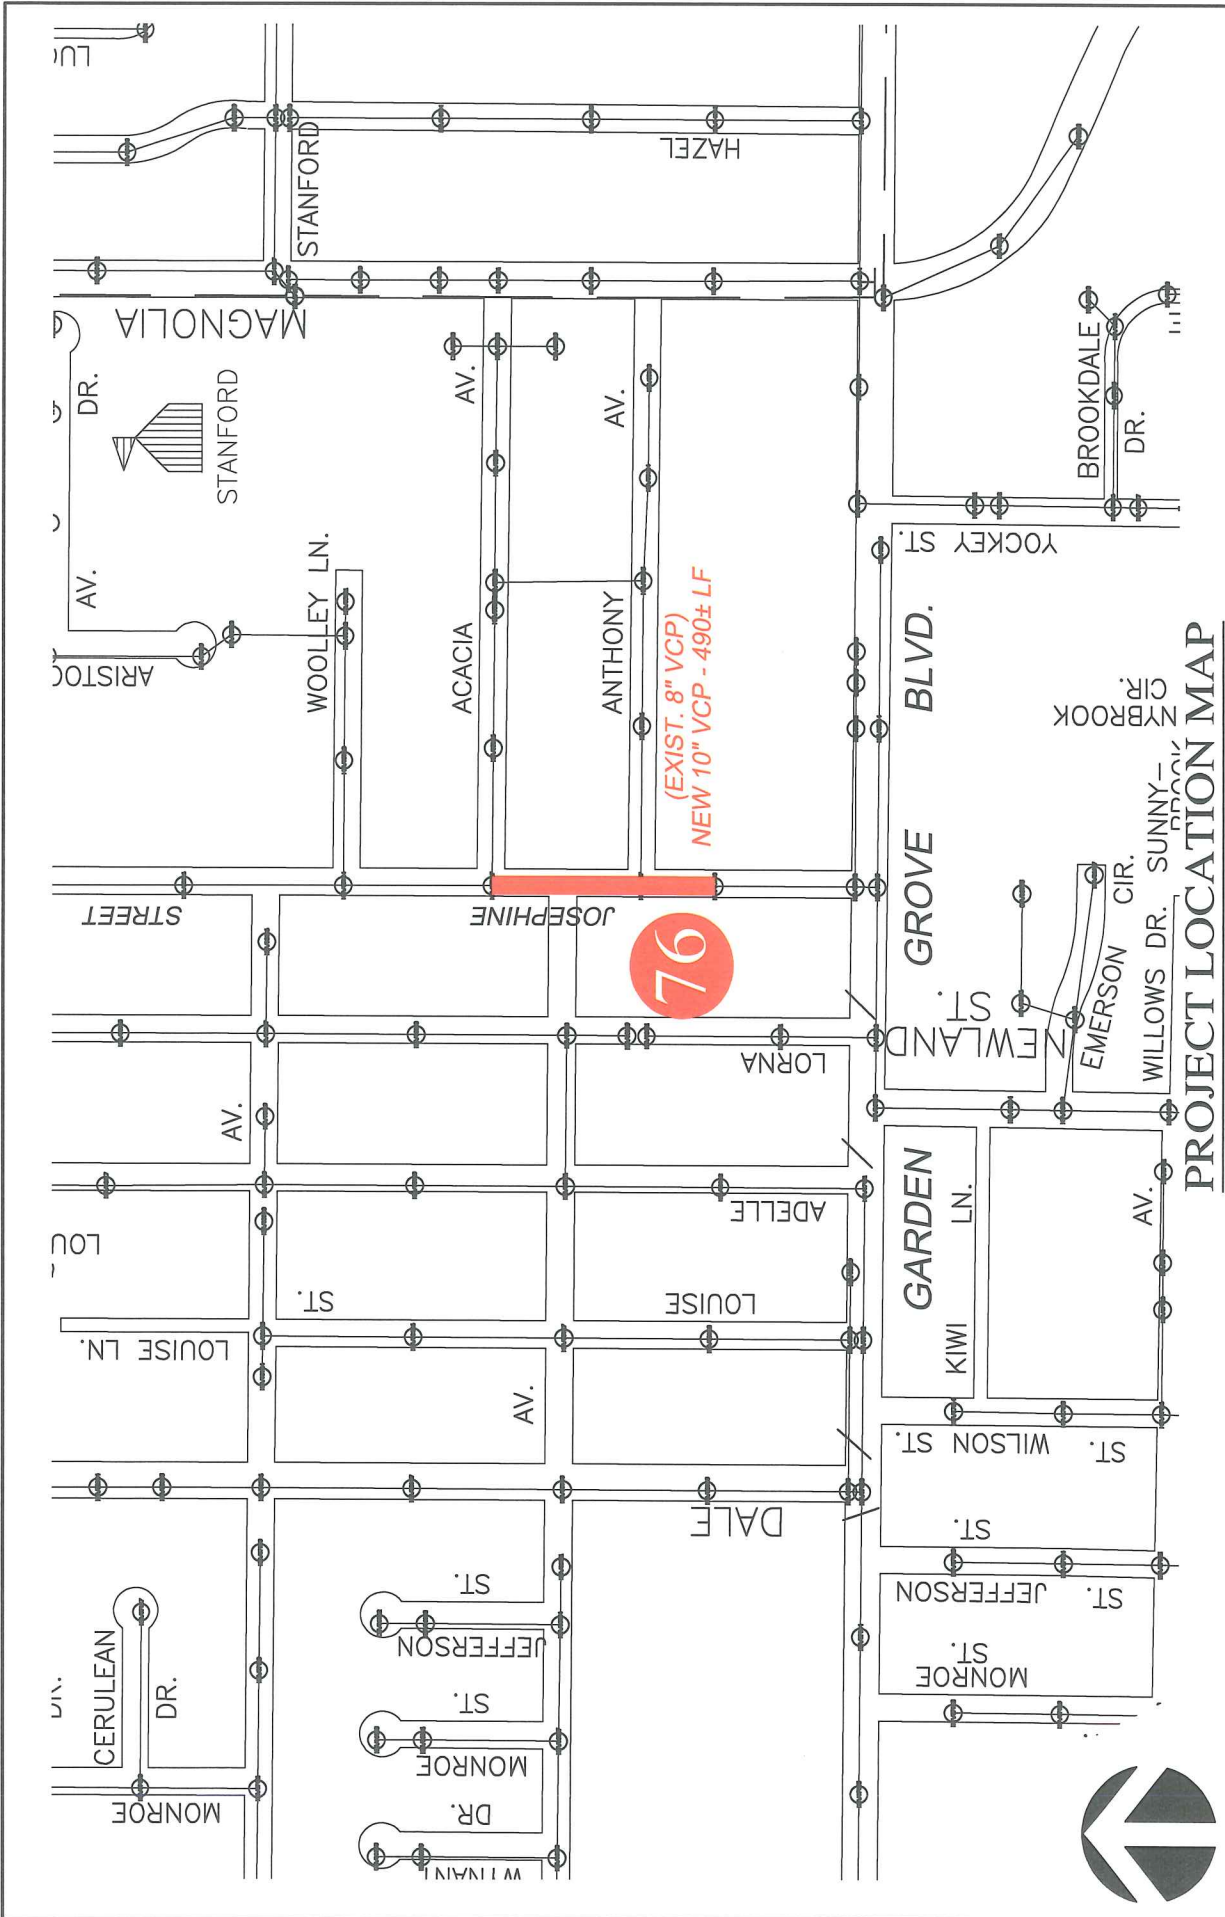 LUC
HAZEL
STANFORD
MAGNOLIA
DR.
STANFORD
AV.
AV.
AV.
BROOKDALE
DR.
YOCKEY ST.
WOOLLEY LN.
ARISTOC
ACACIA
ANTHONY
(EXIST. 8" VCP)
NEW 10" VCP - 490± LF
STREET
JOSEPHINE
76
GARDEN GROVE BLVD.
NYBROOK
CIR.
SUNNY-
WILLOWS DR.
EMERSON CIR.
NEWLAND
ST.
LORNA
AV.
ADELLE
LOUISE
ST.
LOUISE LN.
LOU
KIWI LN.
AV.
AV.
WILSON ST.
ST.
DALE
ST.
JEFFERSON
ST.
MONROE
ST.
JEFFERSON
ST.
MONROE
ST.
DR.
CERULEAN
DR.
DR.
MONROE
PROJECT LOCATION MAP